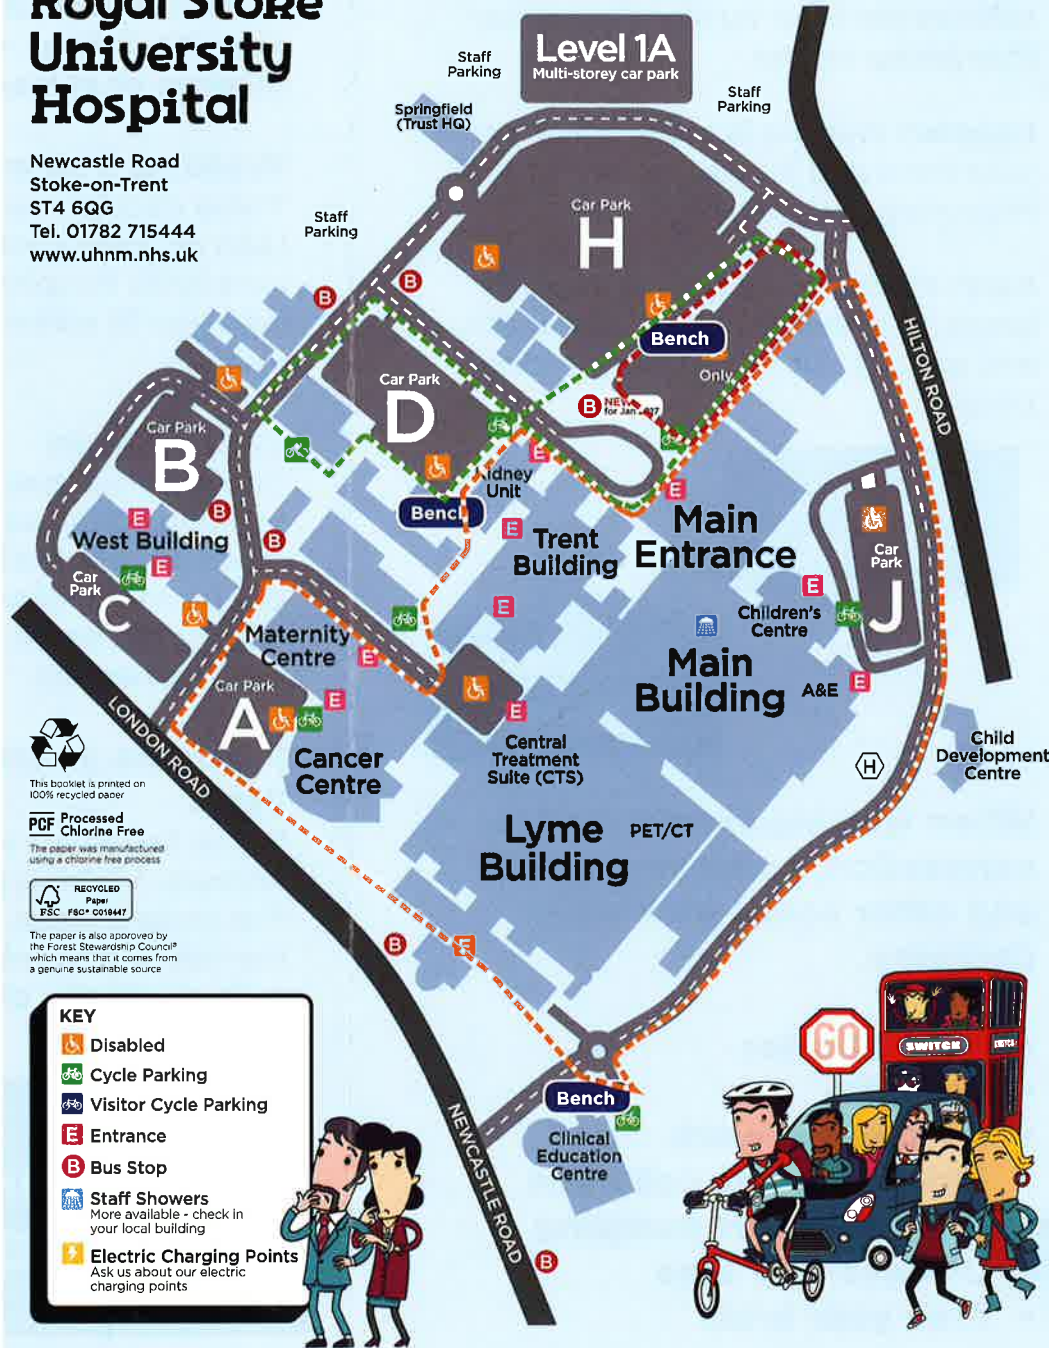 Royal Stoke
University
Hospital
Newcastle Road
Stoke-on-Trent
ST4 6QG
Tel. 01782 715444
www.uhnm.nhs.uk
Level 1A
Multi-storey car park
Staff
Parking
Staff
Parking
Springfield
(Trust HQ)
Staff
Parking
Car Park
H
B
B
Bench
Only
HILTON ROAD
Car Park
D
B
NEW
for Jan
Car Park
B
E
Kidney
Unit
E
Bench
B
B
E
West Building
E
E
Trent
Building
Main
Entrance
Car
Park
C
Car
Park
J
E
Children's
Centre
E
Maternity
Centre
E
Main
Building
A&E
E
Car Park
A
E
E
LONDON ROAD
Cancer
Centre
Central
Treatment
Suite (CTS)
Child
Development
Centre
H
This booklet is printed on
100% recycled paper
PCF Processed
Chlorine Free
The paper was manufactured
using a chlorine free process
Lyme
Building
PET/CT
RECYCLED
Paper
FSC FSC® C019447
The paper is also approved by
the Forest Stewardship Council®
which means that it comes from
a genuine sustainable source
B
E
Bench
Clinical
Education
Centre
NEWCASTLE ROAD
B
KEY
Disabled
Cycle Parking
Visitor Cycle Parking
E Entrance
B Bus Stop
Staff Showers
More available - check in
your local building
Electric Charging Points
Ask us about our electric
charging points
GO
SWITCH